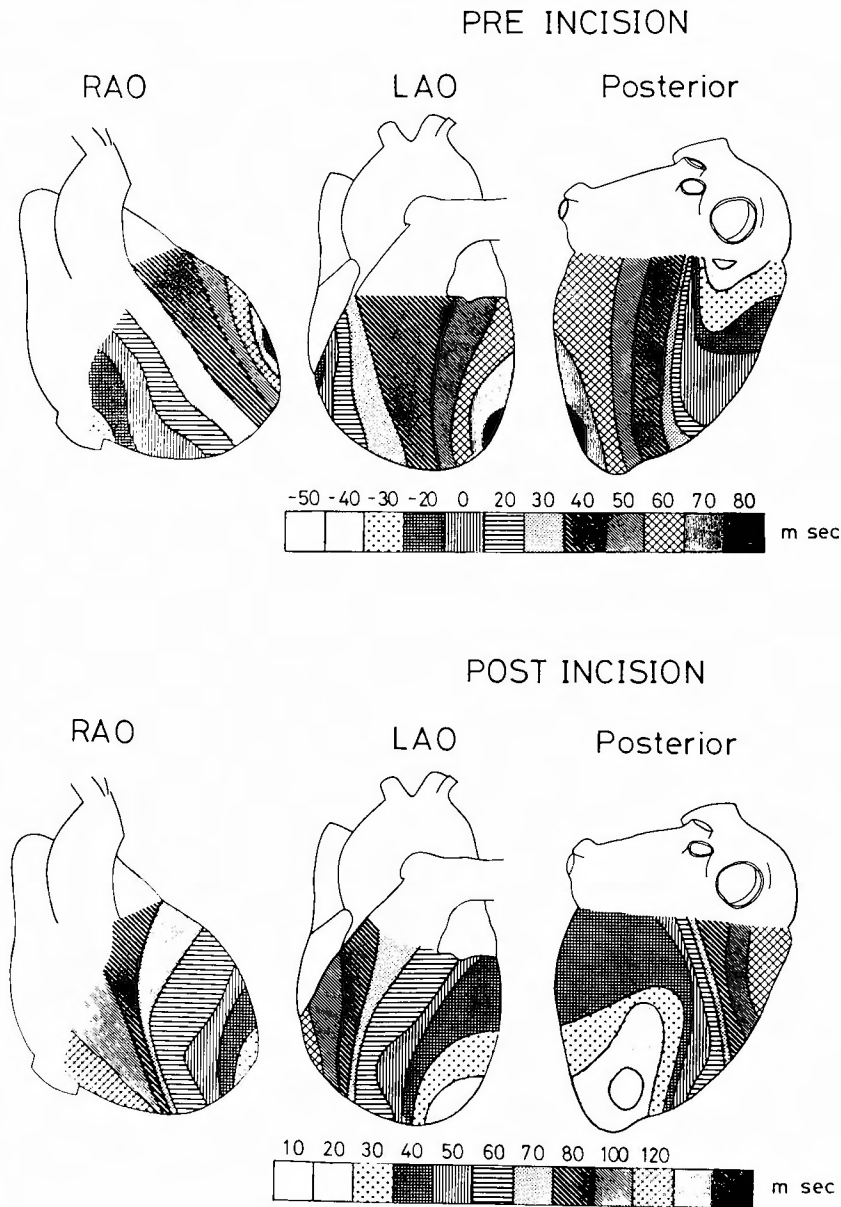 PRE INCISION
RAO LAO Posterior
-50 -40 -30 -20 0 20 30 40 50 60 70 80
m sec
POST INCISION
RAO LAO Posterior
10 20 30 40 50 60 70 80 100 120
m sec